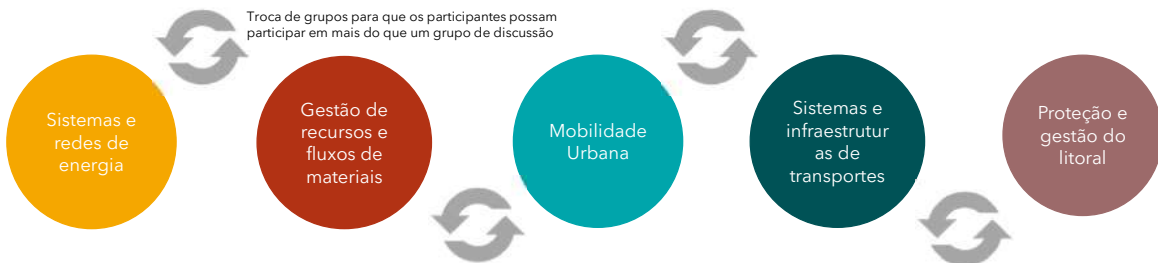 Troca de grupos para que os participantes possam
participar em mais do que um grupo de discussão
Sistemas e
redes de
energia
Gestão de
recursos e
fluxos de
materiais
Mobilidade
Urbana
Sistemas e
infraestrutur
as de
transportes
Proteção e
gestão do
litoral